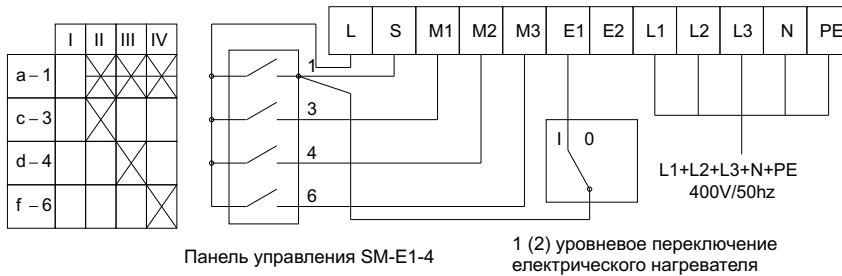 L S M1 M2 M3 E1 E2 L1 L2 L3 N PE
I II III IV
a – 1
c – 3
d – 4
f – 6
1
3
4
6
I 0
L1+L2+L3+N+PE
400V/50hz
Панель управления SM-E1-4
1 (2) уровневое переключение
електрического нагревателя